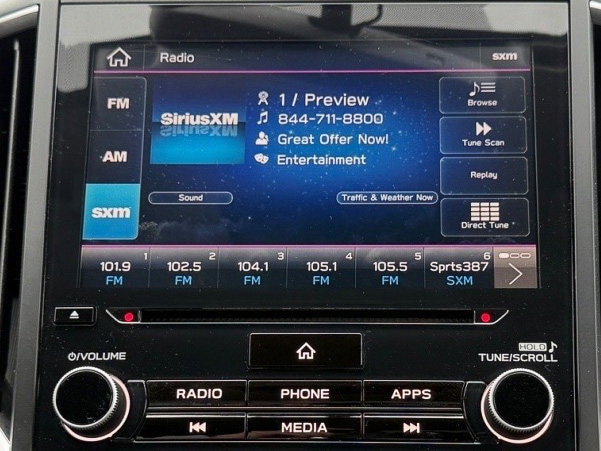 Radio
sxm
FM
AM
sxm
SiriusXM
1 / Preview
844-711-8800
Great Offer Now!
Entertainment
Sound
Traffic & Weather Now
Browse
Tune Scan
Replay
Direct Tune
1
101.9
FM
2
102.5
FM
3
104.1
FM
4
105.1
FM
5
105.5
FM
6
Sprts387
SXM
VOLUME
HOLD
TUNE/SCROLL
RADIO
PHONE
APPS
MEDIA